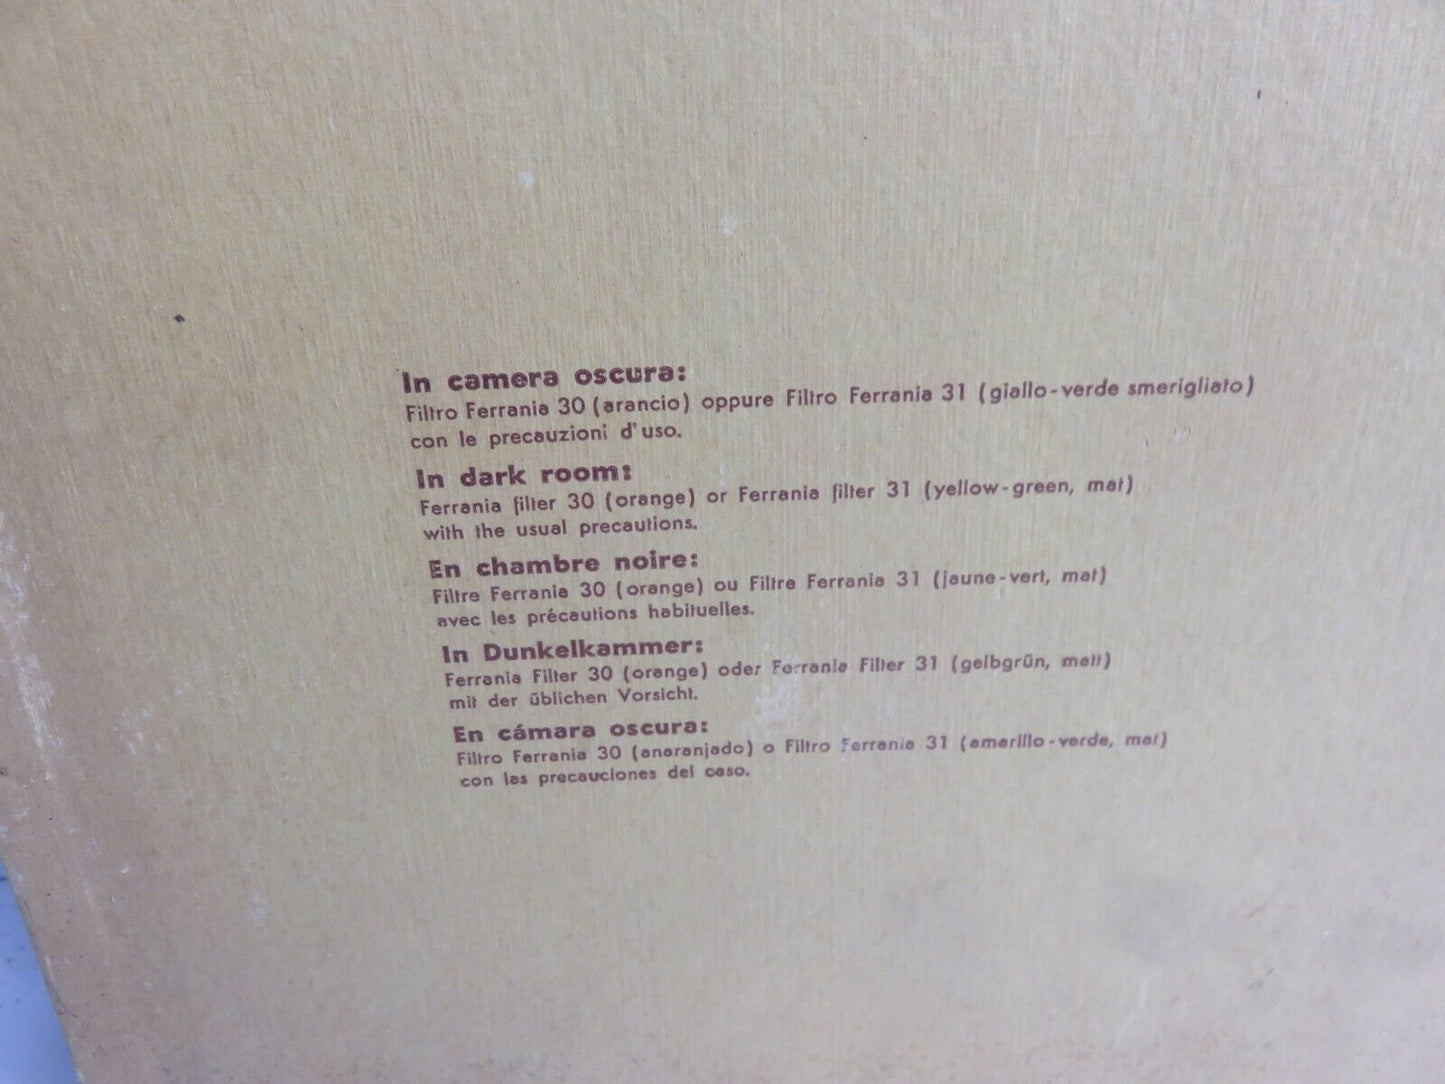 In camera oscura:
Filtro Ferrania 30 (arancio) oppure Filtro Ferrania 31 (giallo-verde smerigliato)
con le precauzioni d'uso.
In dark room:
Ferrania filter 30 (orange) or Ferrania filter 31 (yellow-green, mat)
with the usual precautions.
En chambre noire:
Filtre Ferrania 30 (orange) ou Filtre Ferrania 31 (jaune-vert, mat)
avec les précautions habituelles.
In Dunkelkammer:
Ferrania Filter 30 (orange) oder Ferrania Filter 31 (gelbgrün, matt)
mit der üblichen Vorsicht.
En cámara oscura:
Filtro Ferrania 30 (anaranjado) o Filtro Ferrania 31 (amarillo-verde, mat)
con las precauciones del caso.